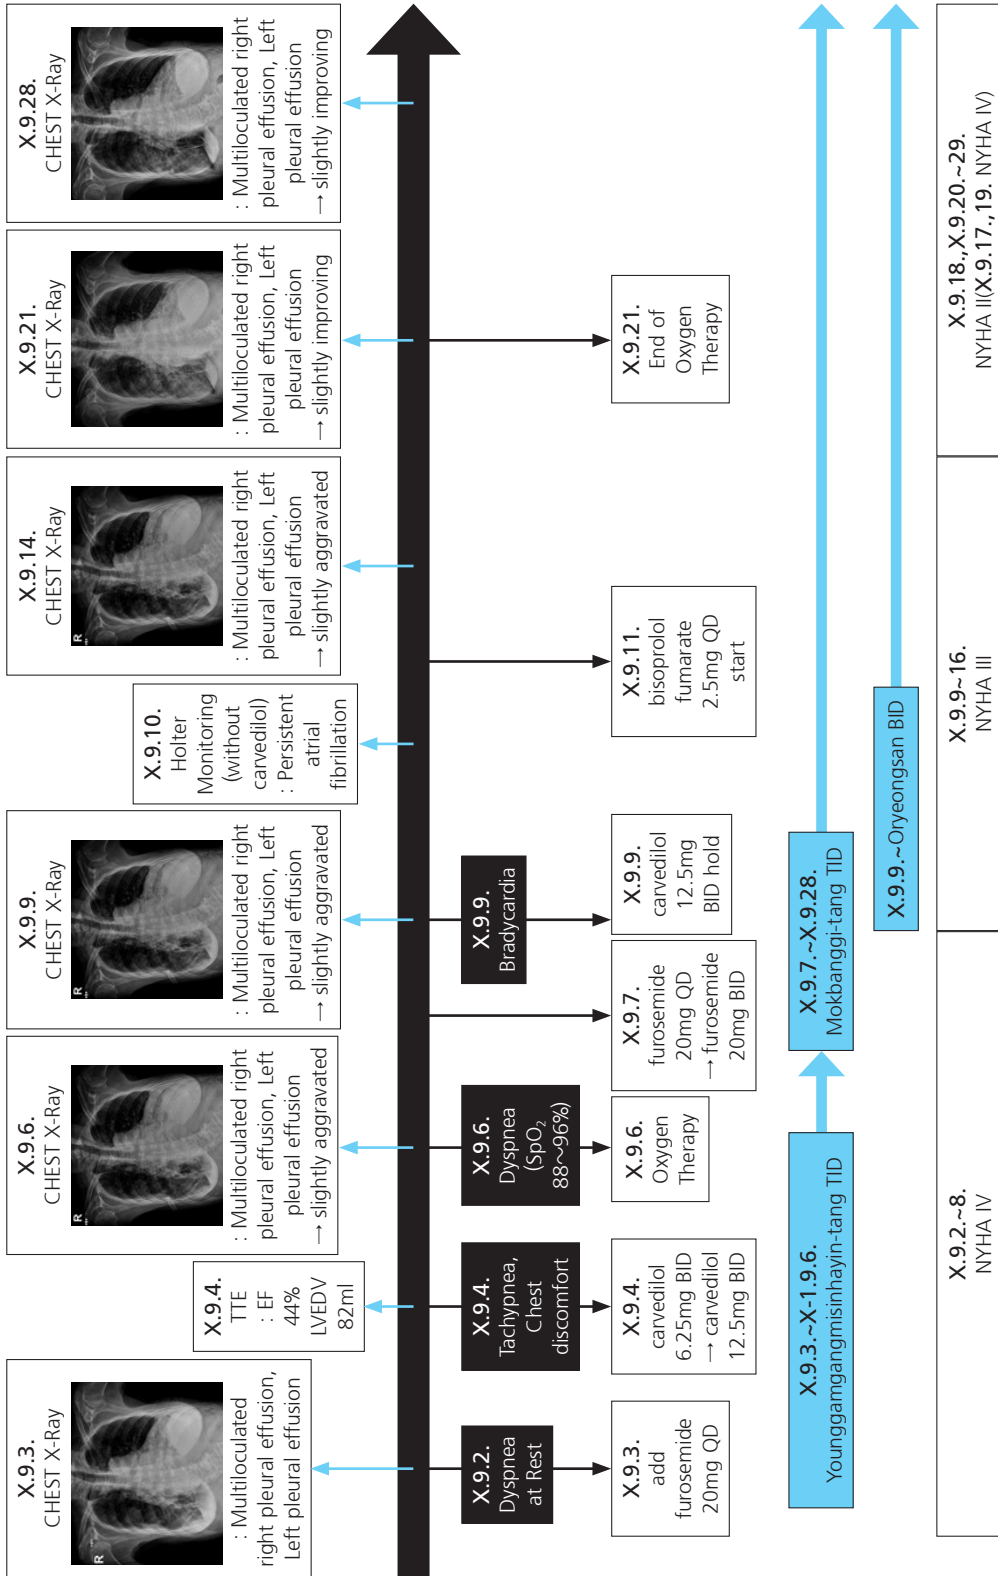 X.9.3.
CHEST X-Ray
R
: Multiloculated
right pleural effusion,
Left pleural effusion
X.9.4.
TTE
: EF
44%
LVEDV
82ml
X.9.6.
CHEST X-Ray
R
: Multiloculated right
pleural effusion, Left
pleural effusion
→ slightly aggravated
X.9.9.
CHEST X-Ray
R
: Multiloculated right
pleural effusion, Left
pleural effusion
→ slightly aggravated
X.9.10.
Holter
Monitoring
(without
carvedilol)
: Persistent
atrial
fibrillation
X.9.14.
CHEST X-Ray
R
: Multiloculated right
pleural effusion, Left
pleural effusion
→ slightly aggravated
X.9.21.
CHEST X-Ray
: Multiloculated right
pleural effusion, Left
pleural effusion
→ slightly improving
X.9.28.
CHEST X-Ray
: Multiloculated right
pleural effusion, Left
pleural effusion
→ slightly improving
X.9.2.
Dyspnea
at Rest
X.9.4.
Tachypnea,
Chest
discomfort
X.9.6.
Dyspnea
(SpO₂
88~96%)
X.9.9.
Bradycardia
X.9.3.
add
furosemide
20mg QD
X.9.4.
carvedilol
6.25mg BID
→ carvedilol
12.5mg BID
X.9.6.
Oxygen
Therapy
X.9.7.
furosemide
20mg QD
→ furosemide
20mg BID
X.9.9.
carvedilol
12.5mg
BID hold
X.9.11.
bisoprolol
fumarate
2.5mg QD
start
X.9.21.
End of
Oxygen
Therapy
X.9.3.~X-1.9.6.
Younggamgangmisinhayin-tang TID
X.9.7.~X.9.28.
Mokbanggi-tang TID
X.9.9.~Oryeongsan BID
X.9.2.~8.
NYHA IV
X.9.9~16.
NYHA III
X.9.18.,X.9.20.~29.
NYHA II(X.9.17.,19. NYHA IV)